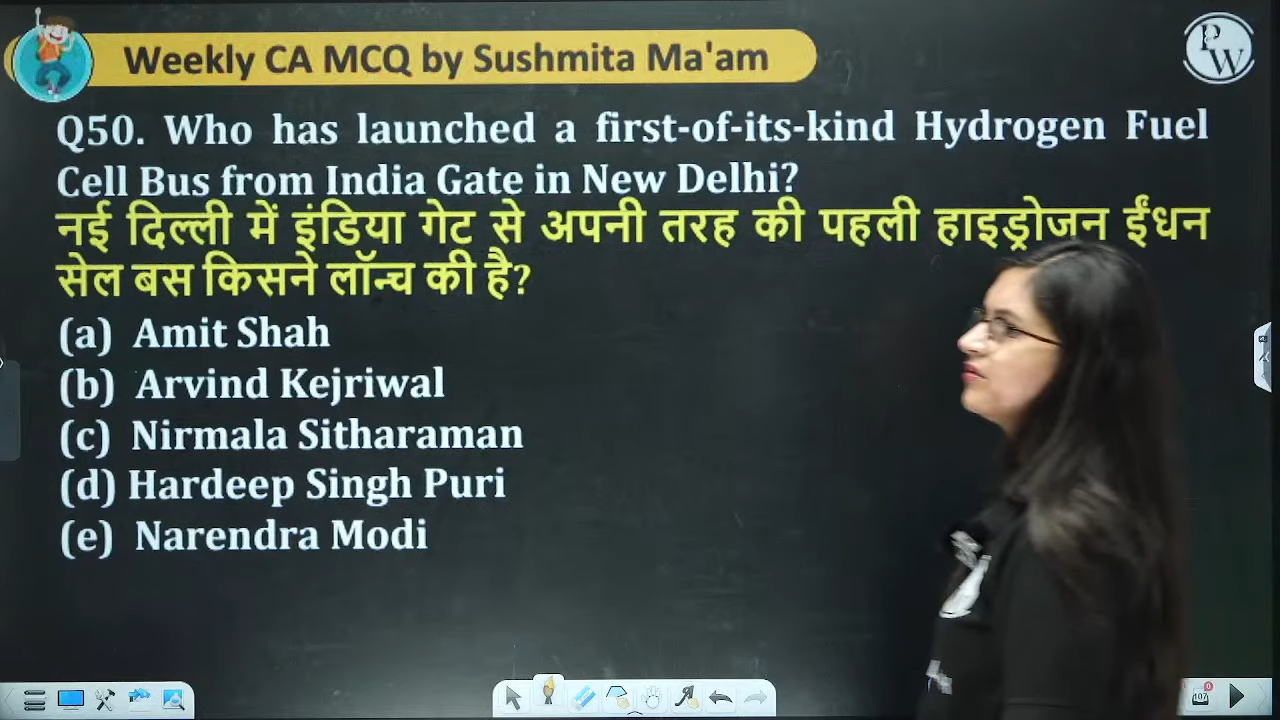 Weekly CA MCQ by Sushmita Ma'am
PW
Q50. Who has launched a first-of-its-kind Hydrogen Fuel
Cell Bus from India Gate in New Delhi?
नई दिल्ली में इंडिया गेट से अपनी तरह की पहली हाइड्रोजन ईंधन
सेल बस किसने लॉन्च की है?
(a) Amit Shah
(b) Arvind Kejriwal
(c) Nirmala Sitharaman
(d) Hardeep Singh Puri
(e) Narendra Modi